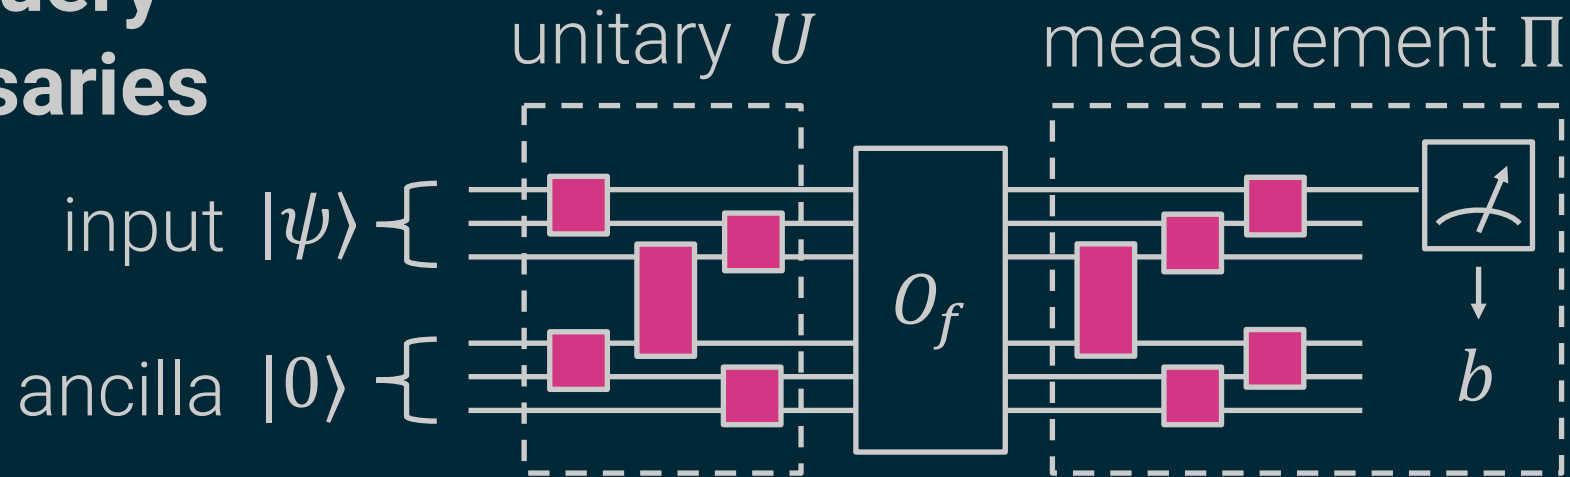 saries
unitary U
measurement Π
input |ψ⟩
O_f
ancilla |0⟩
b